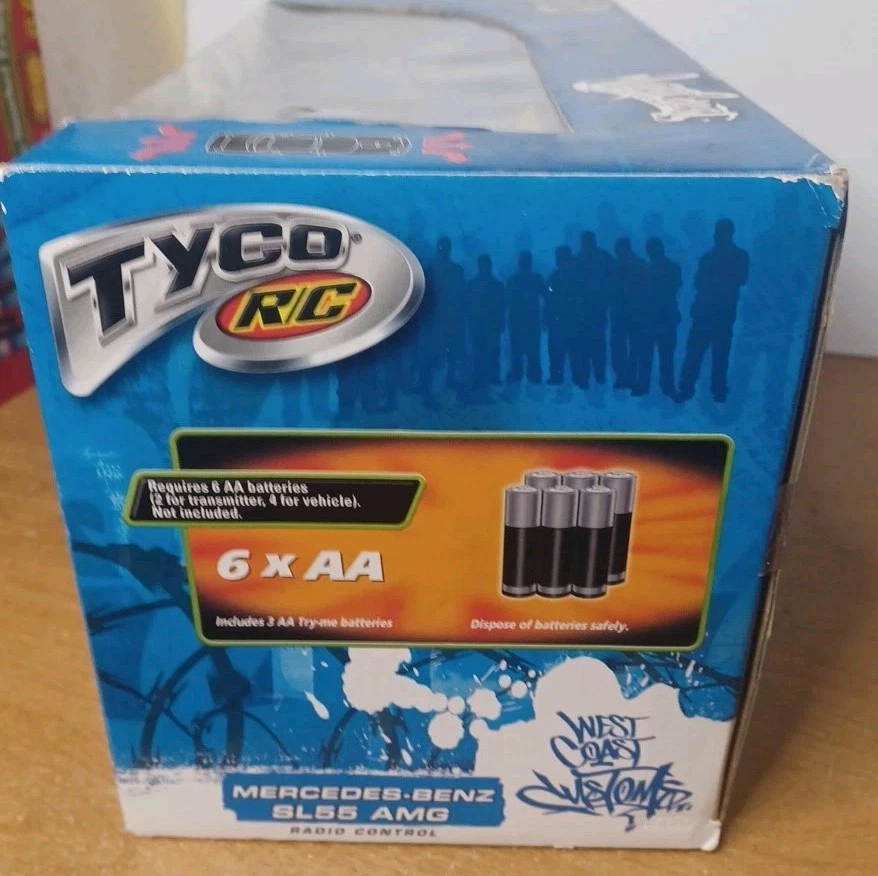 TYCO®
R/C
Requires 6 AA batteries
(2 for transmitter, 4 for vehicle).
Not included.
6 x AA
Includes 3 AA Try-me batteries
Dispose of batteries safely.
WEST
COAST
CUSTOMS
MERCEDES-BENZ
SL55 AMG
RADIO CONTROL